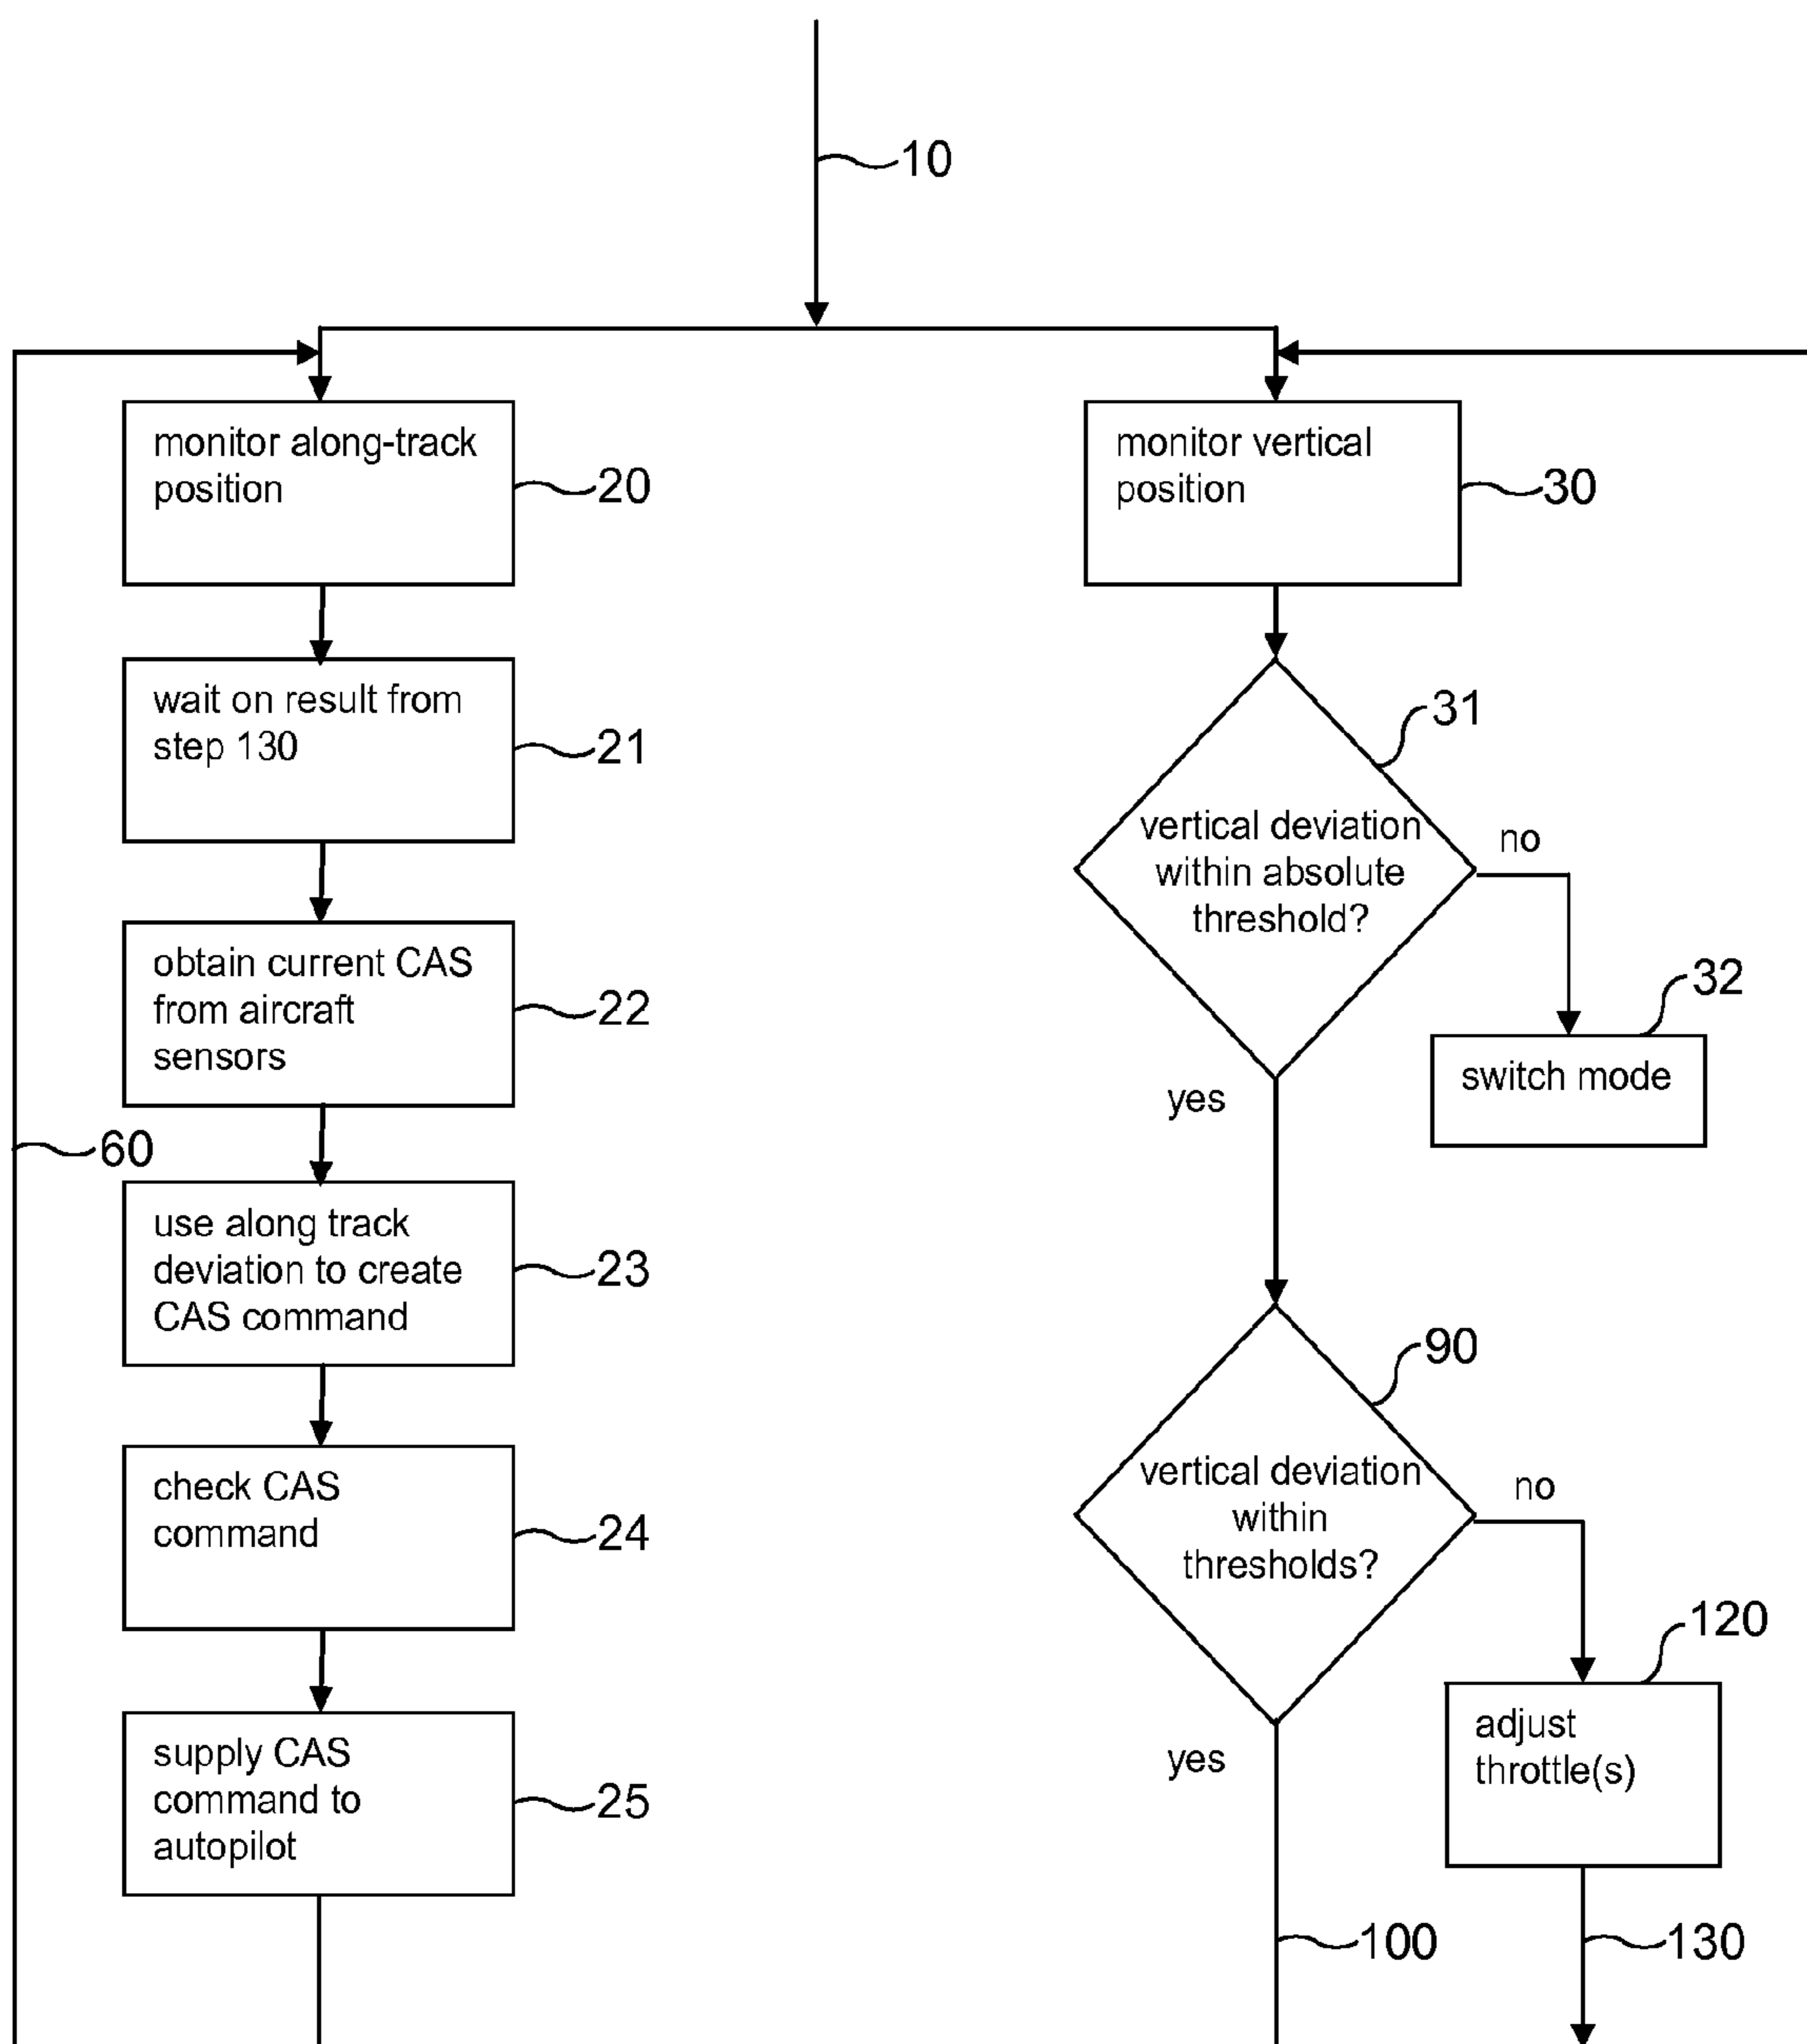 10
monitor along-track
position
20
wait on result from
step 130
21
obtain current CAS
from aircraft
sensors
22
60
use along track
deviation to create
CAS command
23
check CAS
command
24
supply CAS
command to
autopilot
25
monitor vertical
position
30
31
vertical deviation
within absolute
threshold?
no
32
switch mode
yes
90
vertical deviation
within
thresholds?
no
120
adjust
throttle(s)
yes
100
130